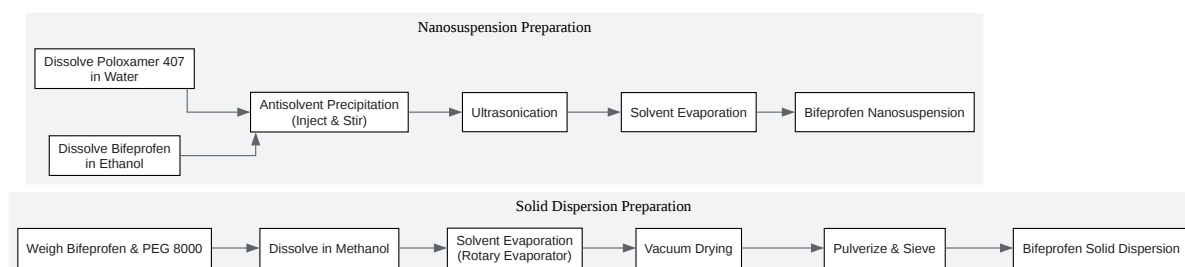 Nanosuspension Preparation
Dissolve Poloxamer 407
in Water
Dissolve Bifeprofen
in Ethanol
Antisolvent Precipitation
(Inject & Stir)
Ultrasonication
Solvent Evaporation
Bifeprofen Nanosuspension
Solid Dispersion Preparation
Weigh Bifeprofen & PEG 8000
Dissolve in Methanol
Solvent Evaporation
(Rotary Evaporator)
Vacuum Drying
Pulverize & Sieve
Bifeprofen Solid Dispersion